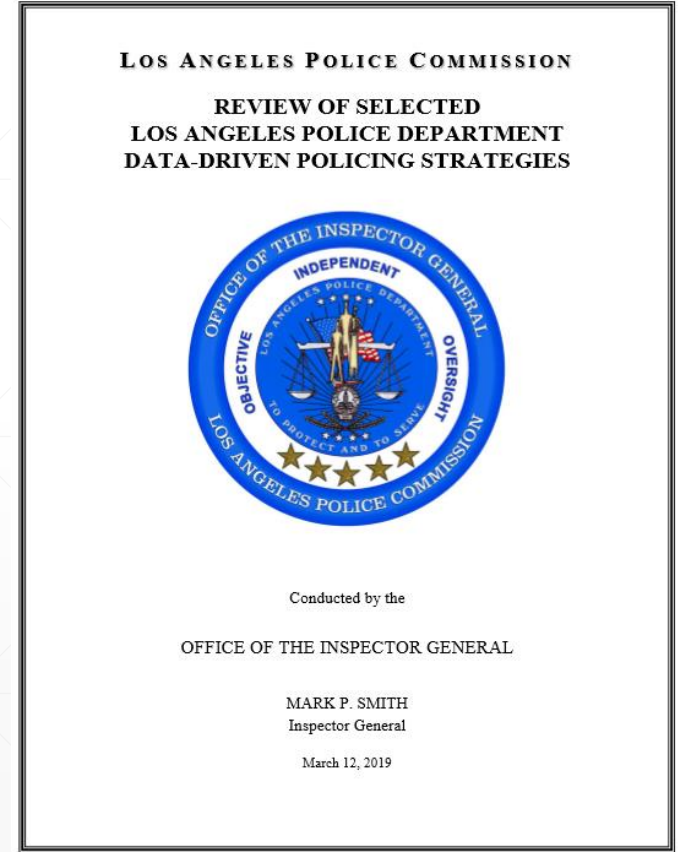 LOS ANGELES POLICE COMMISSION
REVIEW OF SELECTED
LOS ANGELES POLICE DEPARTMENT
DATA-DRIVEN POLICING STRATEGIES
OFFICE OF THE INSPECTOR GENERAL
INDEPENDENT
OBJECTIVE
OVERSIGHT
LOS ANGELES POLICE DEPARTMENT
TO PROTECT AND TO SERVE
LOS ANGELES POLICE COMMISSION
Conducted by the
OFFICE OF THE INSPECTOR GENERAL
MARK P. SMITH
Inspector General
March 12, 2019